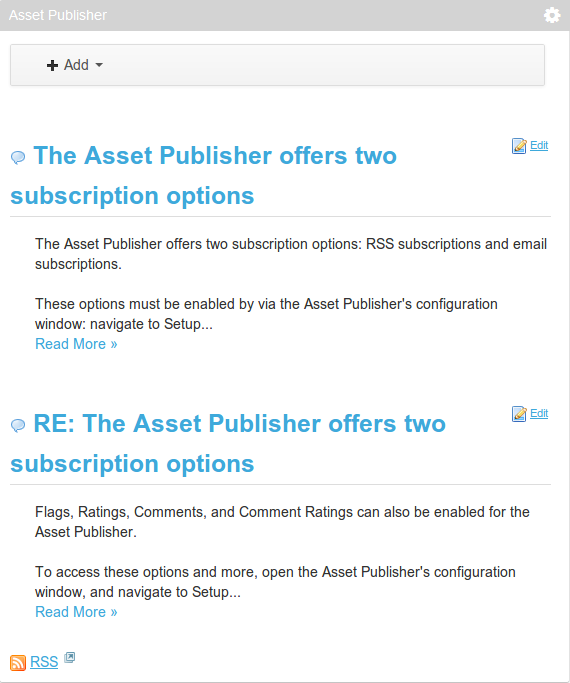 Asset Publisher
Add
The Asset Publisher offers two
Edit
subscription options
The Asset Publisher offers two subscription options: RSS subscriptions and email
subscriptions.
These options must be enabled by via the Asset Publisher's configuration
window: navigate to Setup...
Read More »
RE: The Asset Publisher offers two
Edit
subscription options
Flags, Ratings, Comments, and Comment Ratings can also be enabled for the
Asset Publisher.
To access these options and more, open the Asset Publisher's configuration
window, and navigate to Setup...
Read More »
RSS